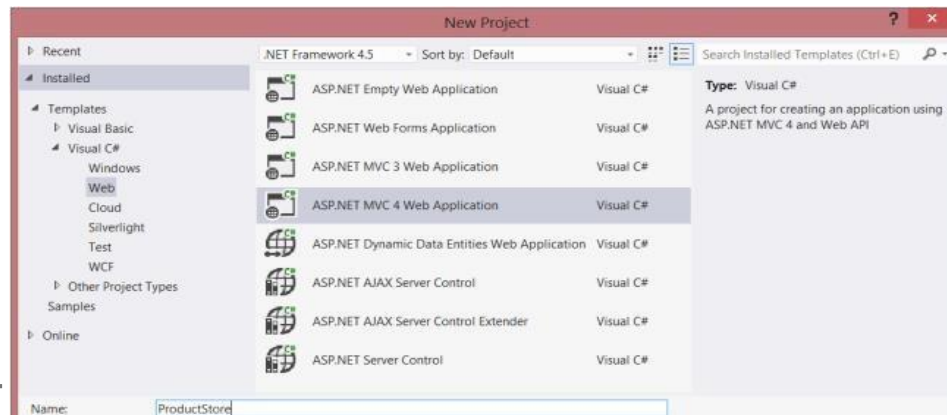 New Project
? ×
Recent
.NET Framework 4.5 Sort by: Default Search Installed Templates (Ctrl+E)
Installed
Templates
Visual Basic
Visual C#
Windows
Web
Cloud
Silverlight
Test
WCF
Other Project Types
Samples
Online
ASP.NET Empty Web Application Visual C#
ASP.NET Web Forms Application Visual C#
ASP.NET MVC 3 Web Application Visual C#
ASP.NET MVC 4 Web Application Visual C#
ASP.NET Dynamic Data Entities Web Application Visual C#
ASP.NET AJAX Server Control Visual C#
ASP.NET AJAX Server Control Extender Visual C#
ASP.NET Server Control Visual C#
Type: Visual C#
A project for creating an application using
ASP.NET MVC 4 and Web API
Name: ProductStore